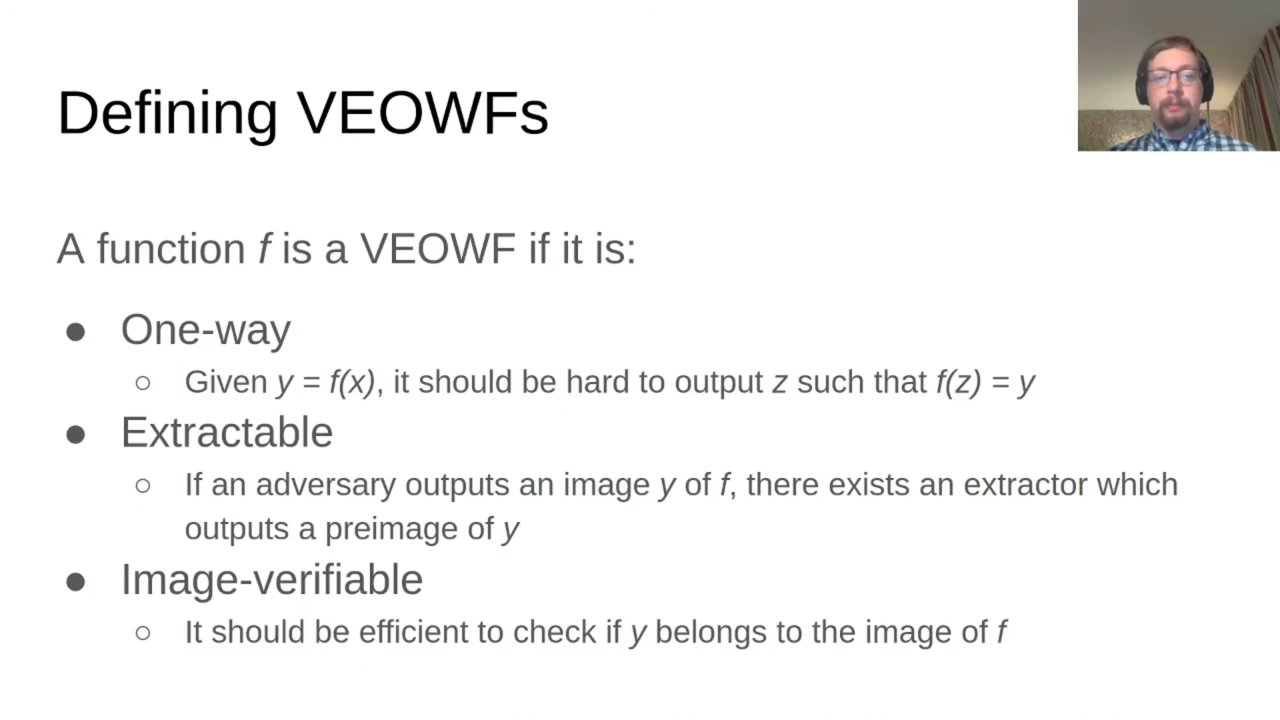 Defining VEOWFs
A function f is a VEOWF if it is:
● One-way
○ Given y = f(x), it should be hard to output z such that f(z) = y
● Extractable
○ If an adversary outputs an image y of f, there exists an extractor which
outputs a preimage of y
● Image-verifiable
○ It should be efficient to check if y belongs to the image of f